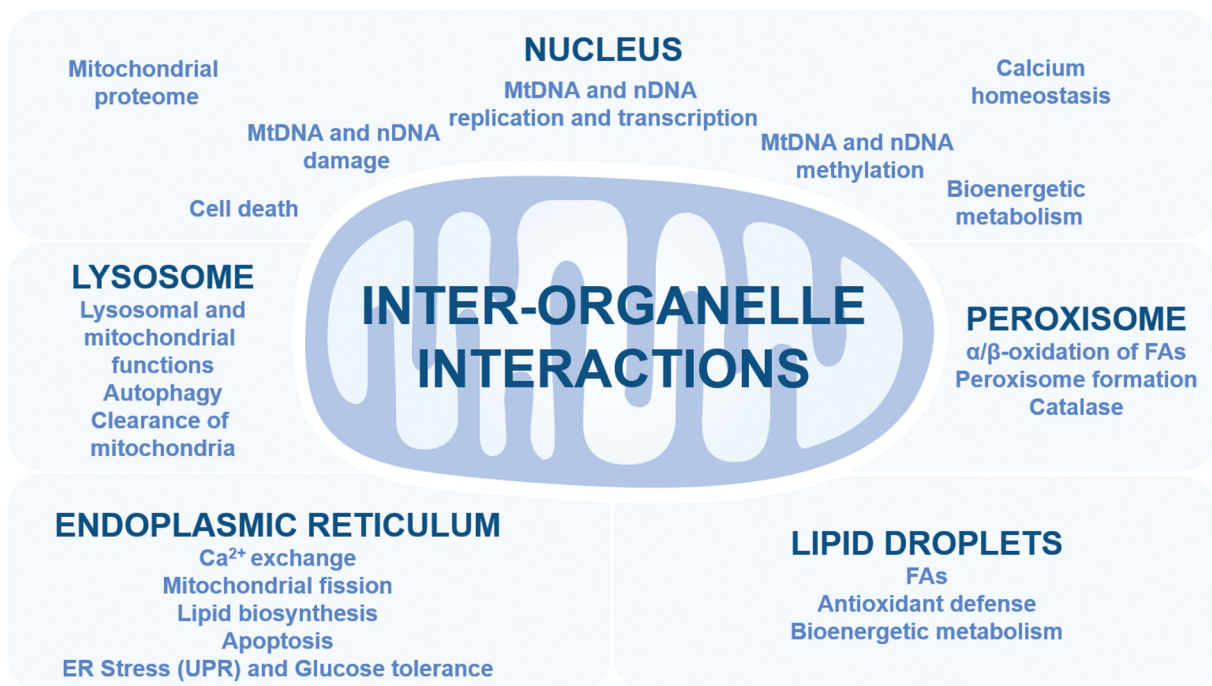 NUCLEUS
Mitochondrial
proteome
MtDNA and nDNA
damage
Cell death
MtDNA and nDNA
replication and transcription
MtDNA and nDNA
methylation
Calcium
homeostasis
Bioenergetic
metabolism
INTER-ORGANELLE
INTERACTIONS
LYSOSOME
Lysosomal and
mitochondrial
functions
Autophagy
Clearance of
mitochondria
PEROXISOME
α/β-oxidation of FAs
Peroxisome formation
Catalase
ENDOPLASMIC RETICULUM
Ca²⁺ exchange
Mitochondrial fission
Lipid biosynthesis
Apoptosis
ER Stress (UPR) and Glucose tolerance
LIPID DROPLETS
FAs
Antioxidant defense
Bioenergetic metabolism